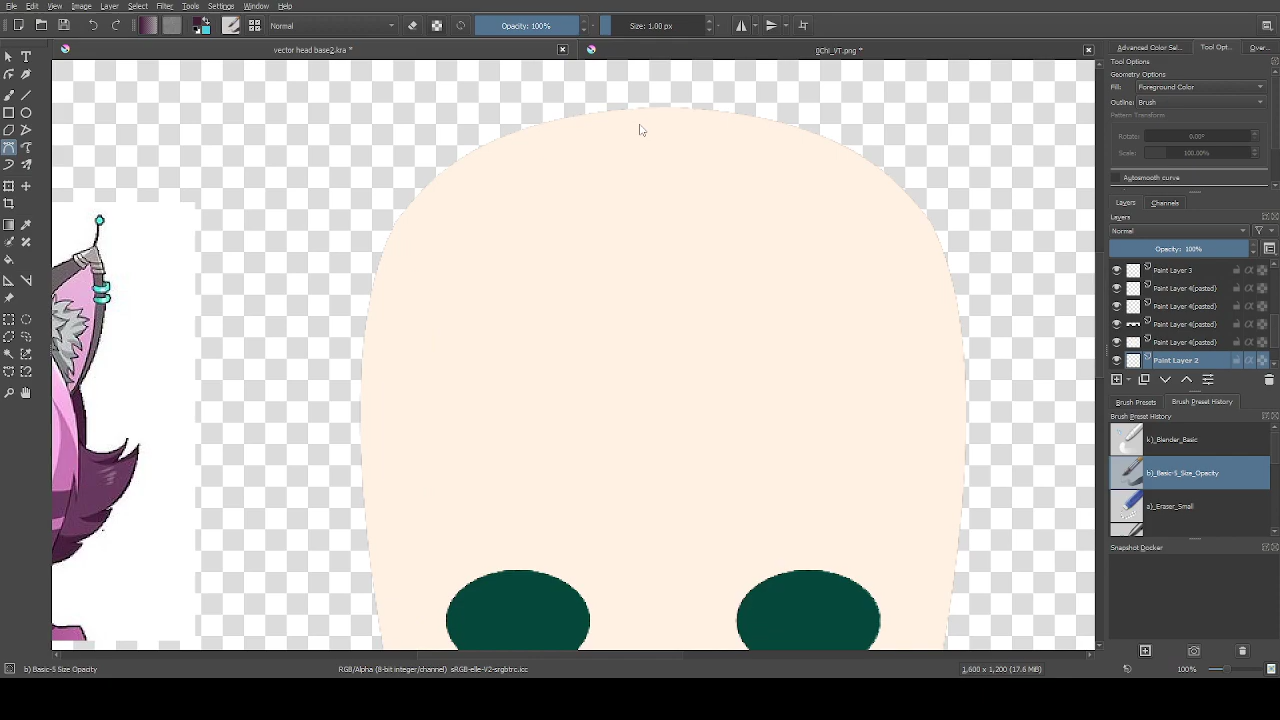 File Edit View Image Layer Select Filter Tools Settings Window Help
Normal Opacity: 100% Size: 1.00 px
vector head base2.kra * gchi_VT.png *
Advanced Color Sel... Tool Opt... Over...
Tool Options
Geometry Options
Fill: Foreground Color
Outline: Brush
Pattern Transform
Rotate: 0.00°
Scale: 100.00%
Autosmooth curve
Layers Channels
Layers
Normal
Opacity: 100%
Paint Layer 3
Paint Layer 4(pasted)
Paint Layer 4(pasted)
Paint Layer 4(pasted)
Paint Layer 4(pasted)
Paint Layer 2
Brush Presets Brush Preset History
Brush Preset History
k)_Blender_Basic
b)_Basic-5_Size_Opacity
a)_Eraser_Small
Snapshot Docker
b) Basic-5 Size Opacity RGB/Alpha (8-bit integer/channel) sRGB-elle-V2-srgbtrc.icc 1,600 x 1,200 (17.6 MiB) 100%